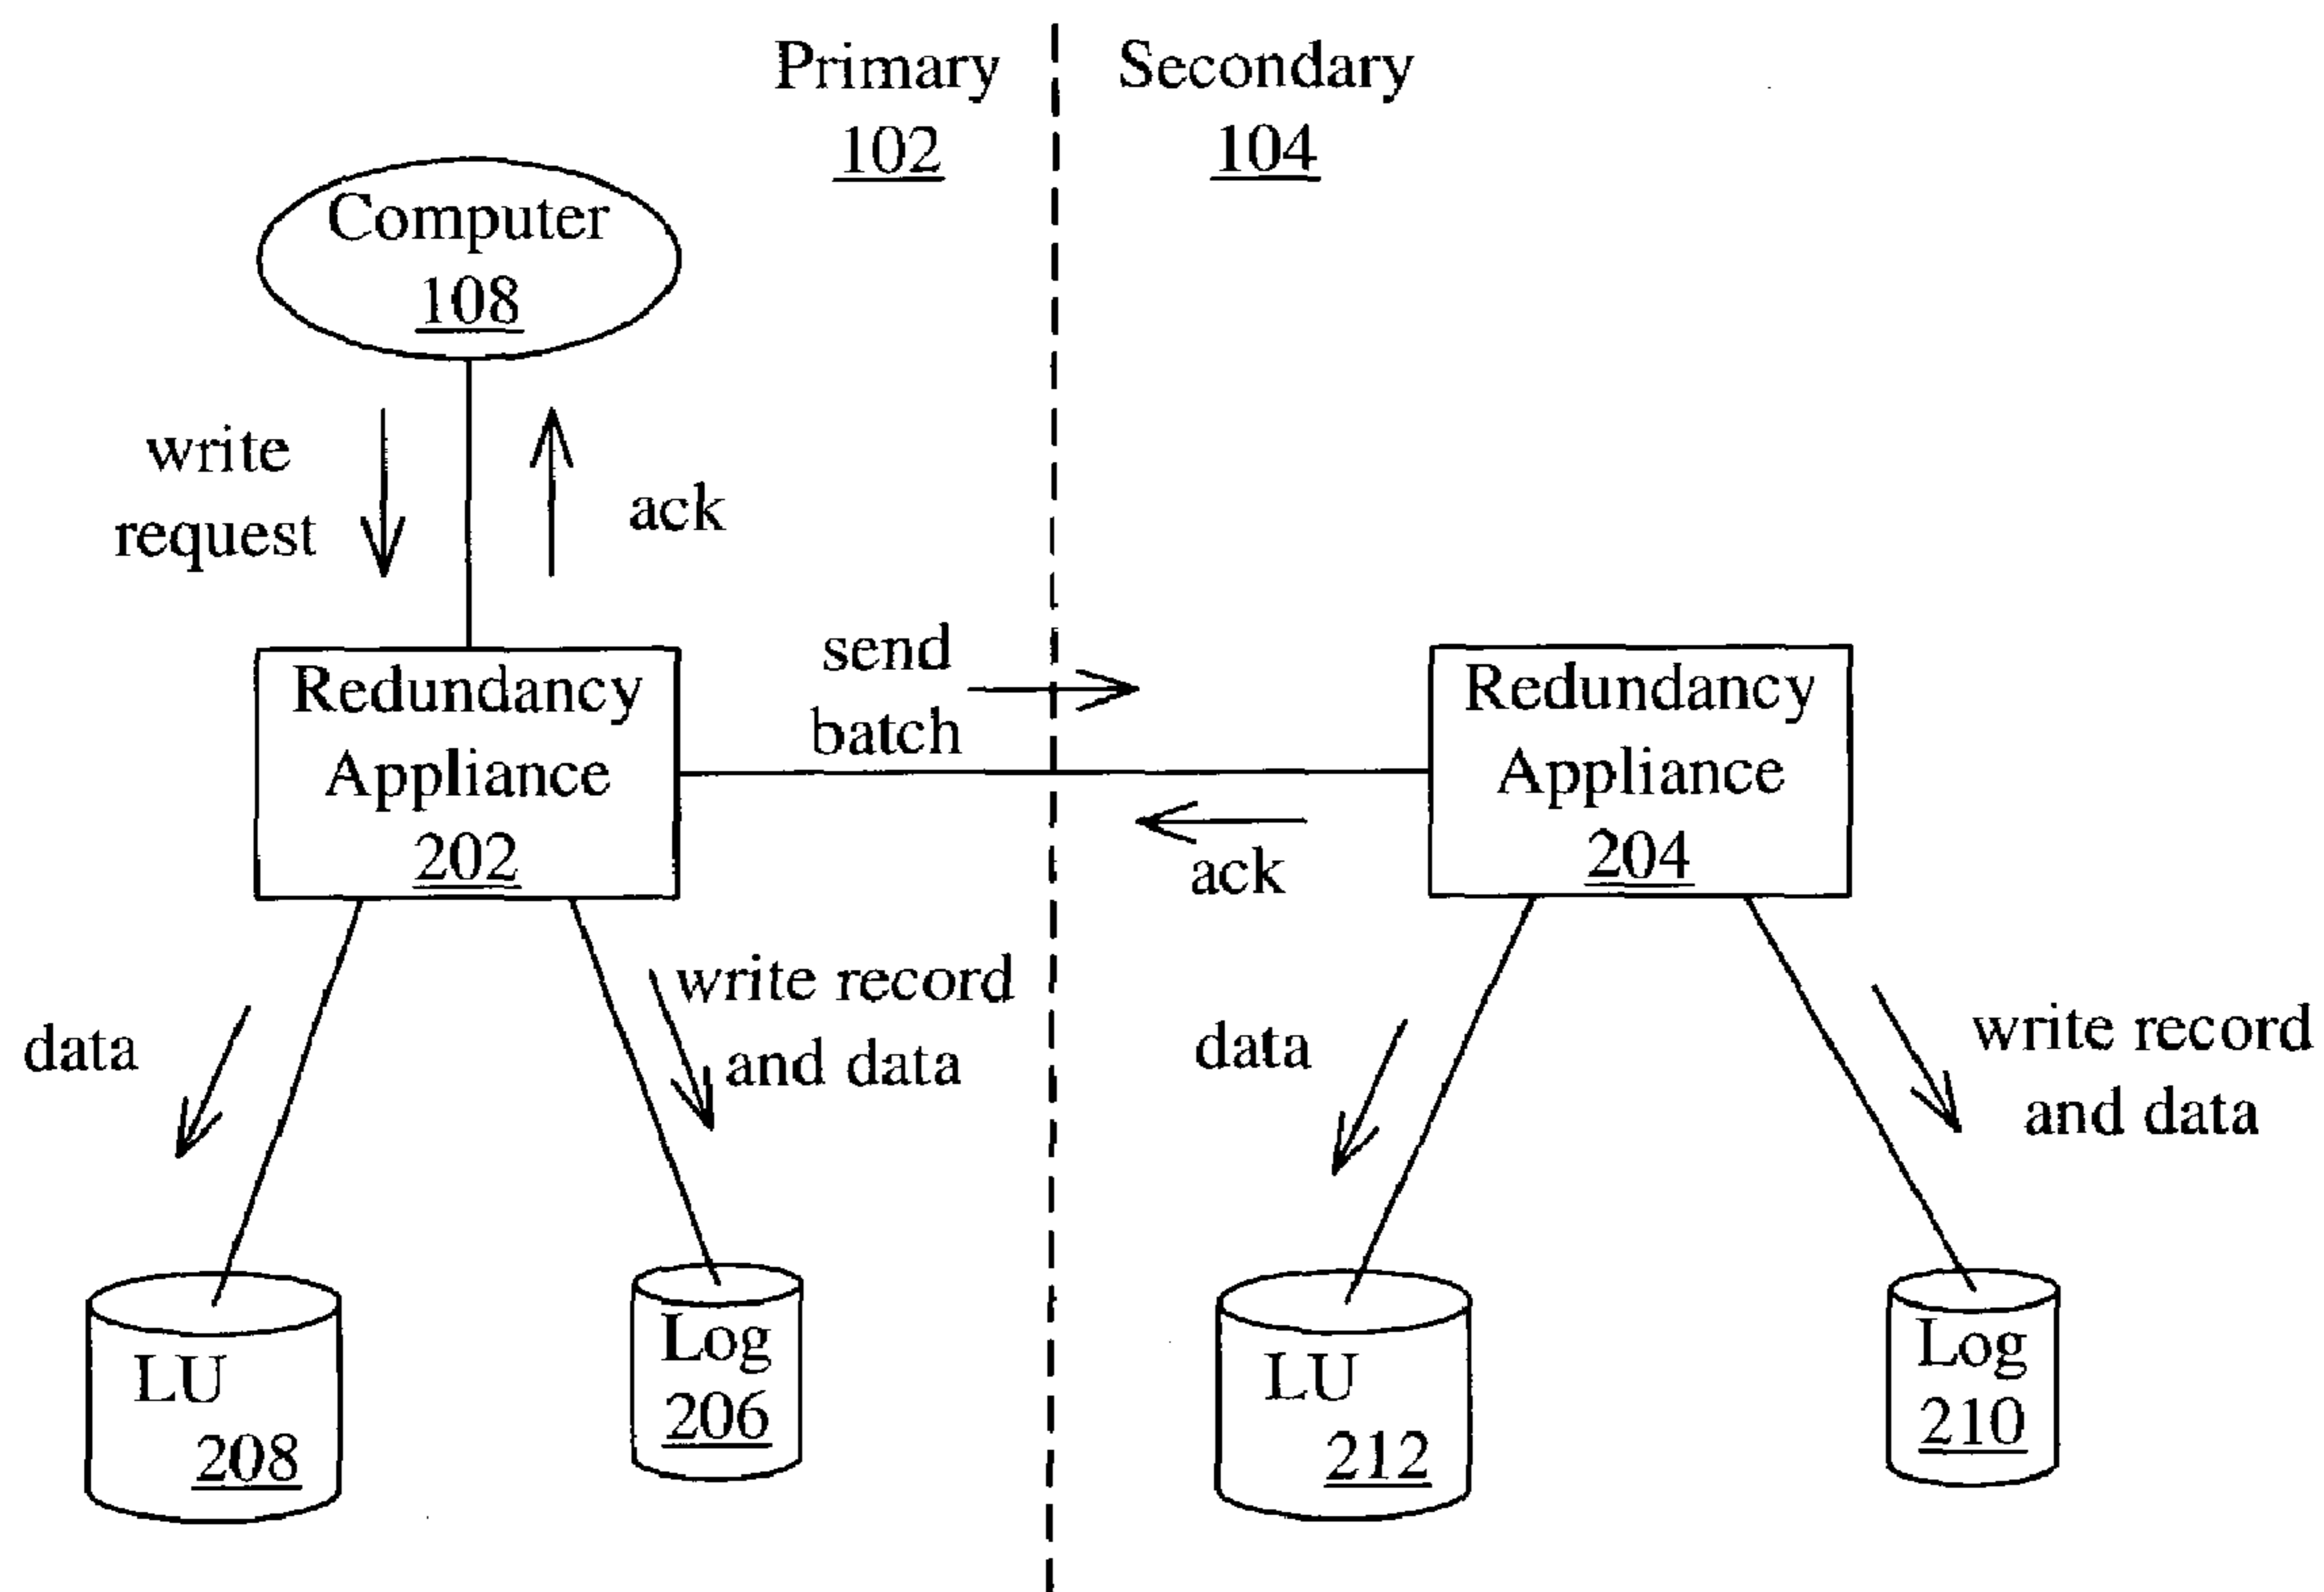 Primary
102
Secondary
104
Computer
108
write
request
ack
send
batch
Redundancy
Appliance
202
Redundancy
Appliance
204
ack
data
write record
and data
data
write record
and data
LU
208
Log
206
LU
212
Log
210